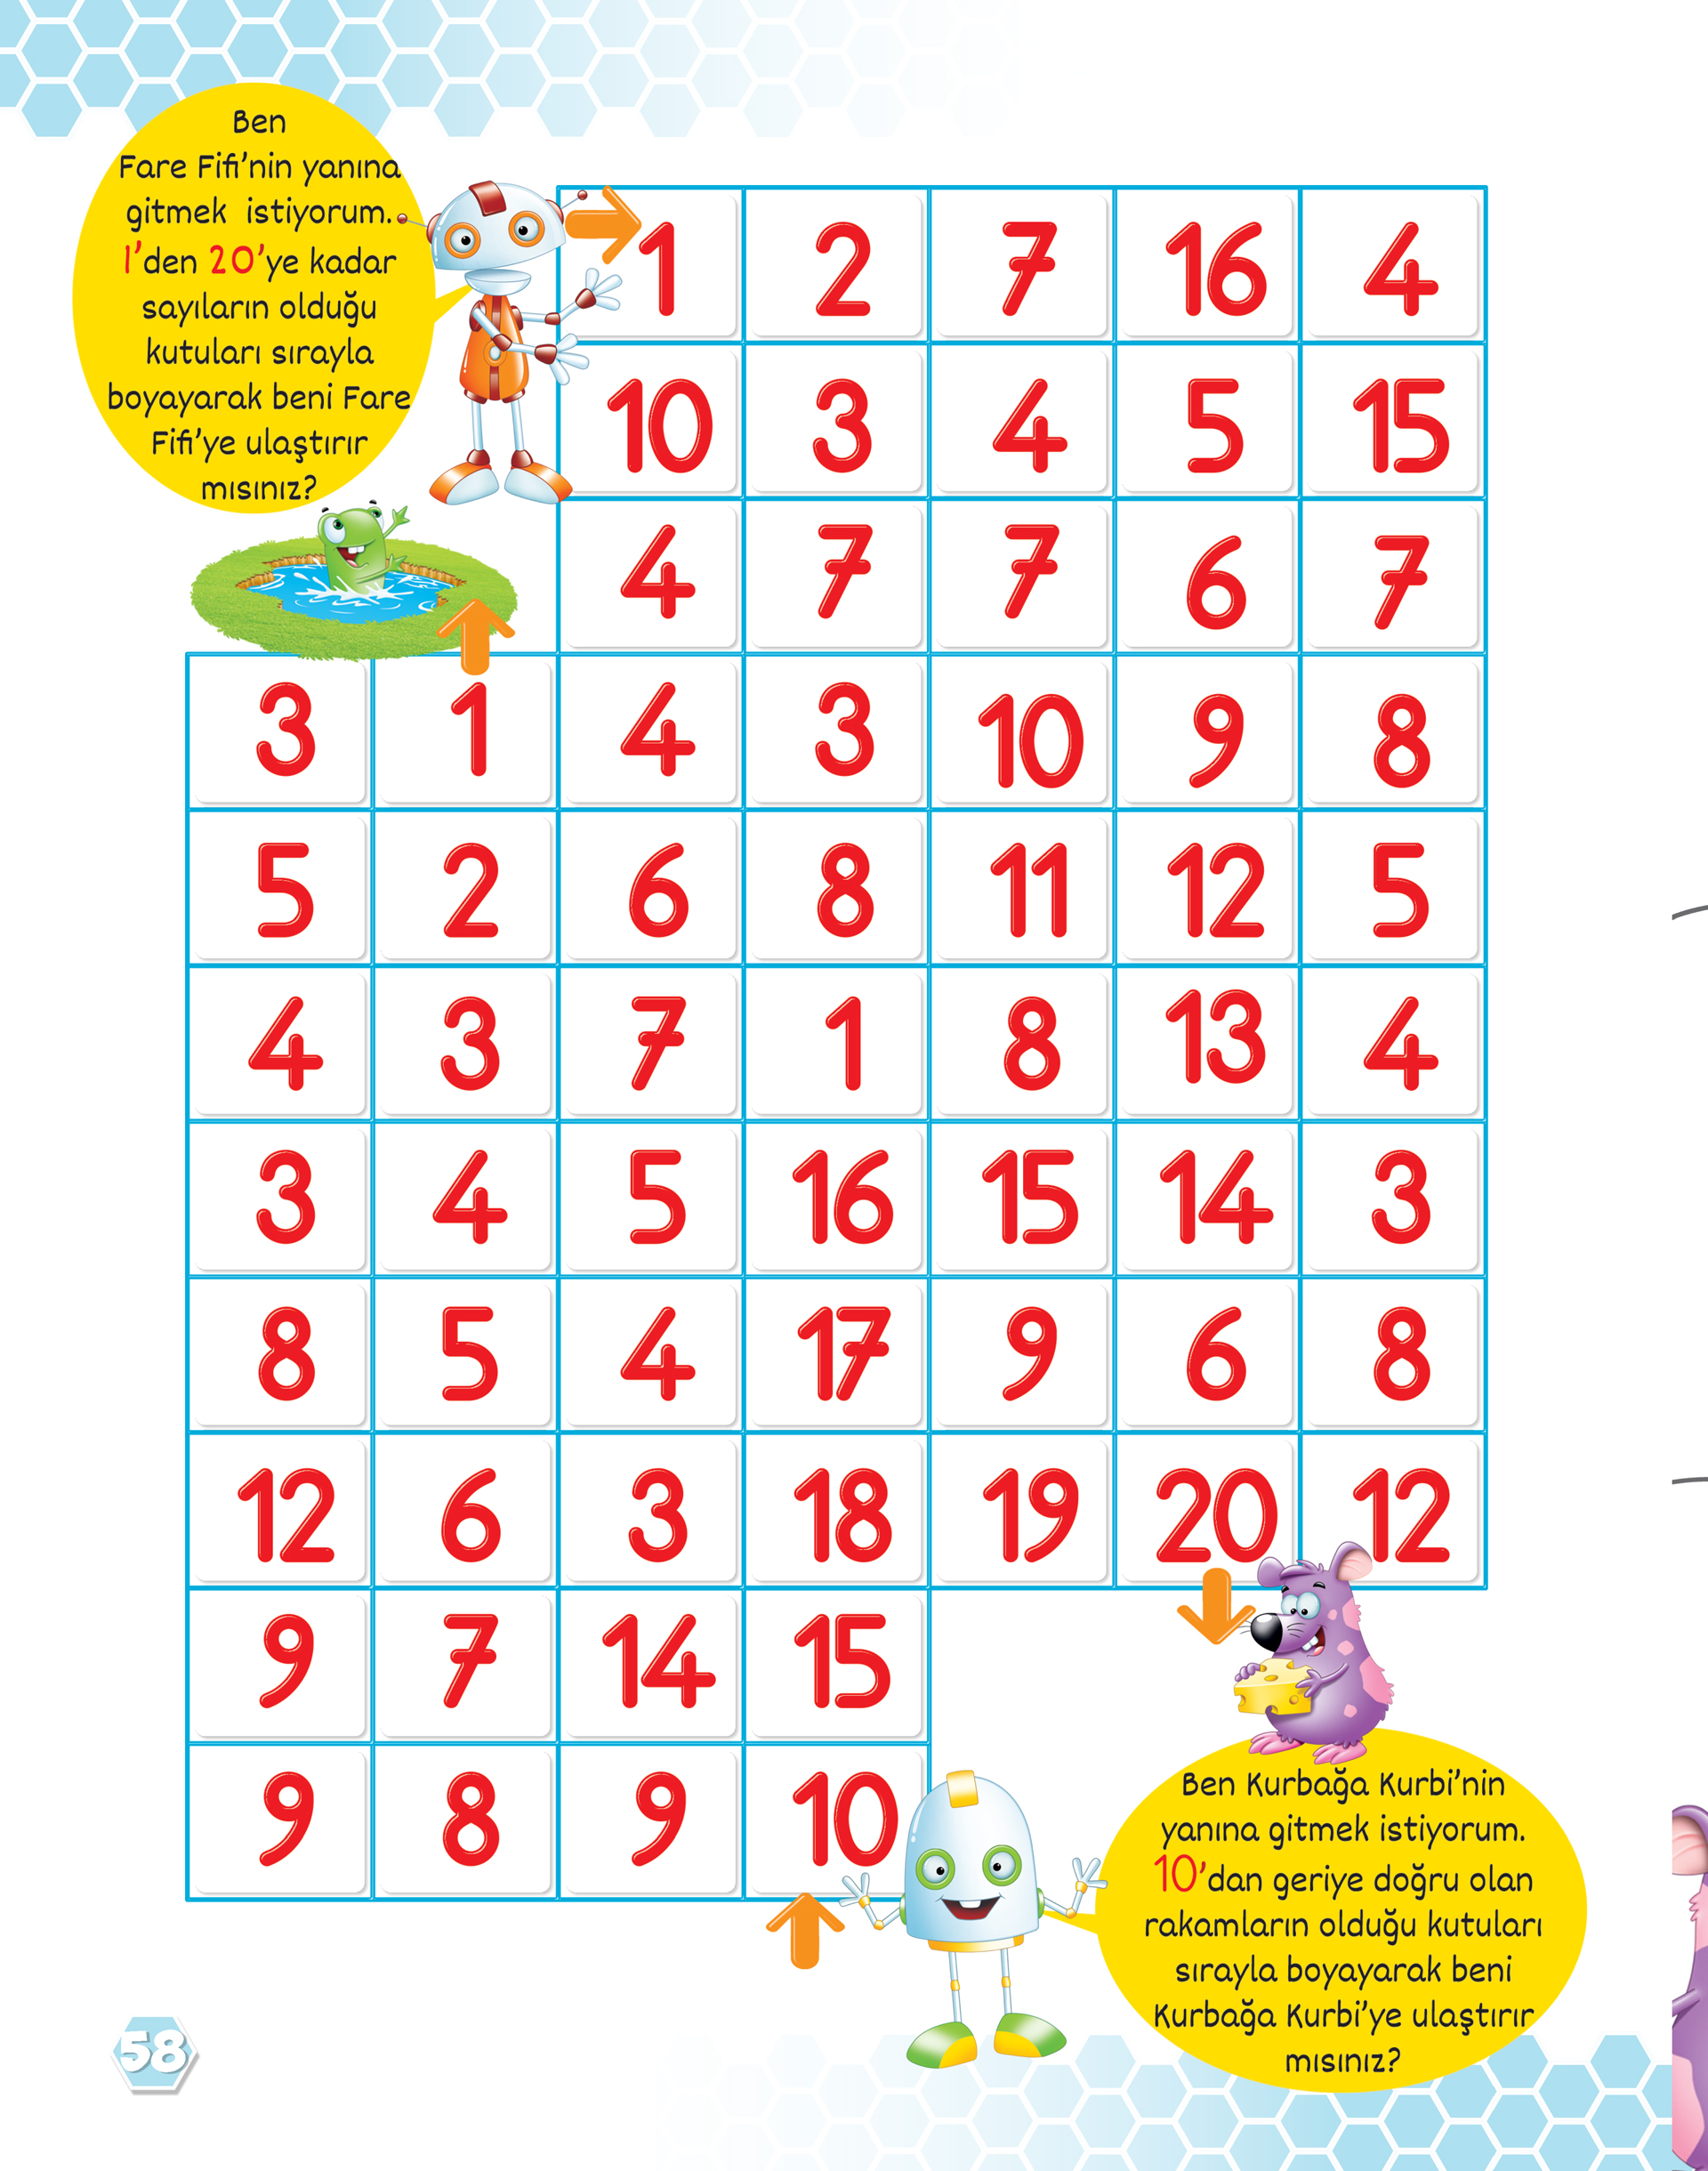 Ben
Fare Fifi’nin yanına
gitmek istiyorum.
1’den 20’ye kadar
sayıların olduğu
kutuları sırayla
boyayarak beni Fare
Fifi’ye ulaştırır
mısınız?
1 2 7 16 4
10 3 4 5 15
4 7 7 6 7
3 1 4 3 10 9 8
5 2 6 8 11 12 5
4 3 7 1 8 13 4
3 4 5 16 15 14 3
8 5 4 17 9 6 8
12 6 3 18 19 20 12
9 7 14 15
9 8 9 10
Ben Kurbağa Kurbi’nin
yanına gitmek istiyorum.
10’dan geriye doğru olan
rakamların olduğu kutuları
sırayla boyayarak beni
Kurbağa Kurbi’ye ulaştırır
mısınız?
58